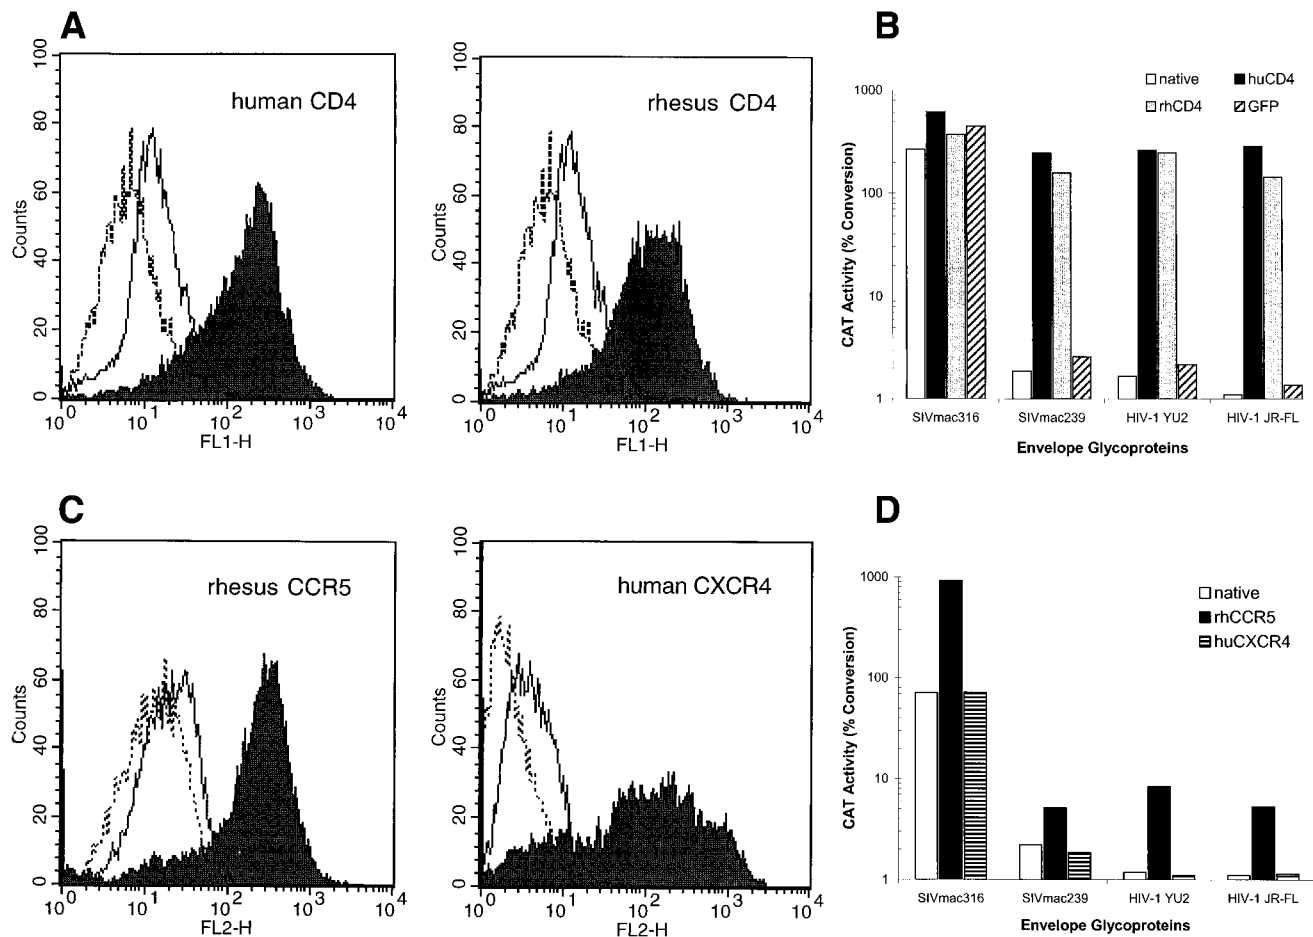 A
human CD4
Counts
100
80
60
40
20
0
10^0 10^1 10^2 10^3 10^4
FL1-H
rhesus CD4
Counts
100
80
60
40
20
0
10^0 10^1 10^2 10^3 10^4
FL1-H
B
native huCD4
rhCD4 GFP
CAT Activity (% Conversion)
1000
100
10
1
SIVmac316 SIVmac239 HIV-1 YU2 HIV-1 JR-FL
Envelope Glycoproteins
C
rhesus CCR5
Counts
100
80
60
40
20
0
10^0 10^1 10^2 10^3 10^4
FL2-H
human CXCR4
Counts
100
80
60
40
20
0
10^0 10^1 10^2 10^3 10^4
FL2-H
D
native
rhCCR5
huCXCR4
CAT Activity (% Conversion)
1000
100
10
1
SIVmac316 SIVmac239 HIV-1 YU2 HIV-1 JR-FL
Envelope Glycoproteins